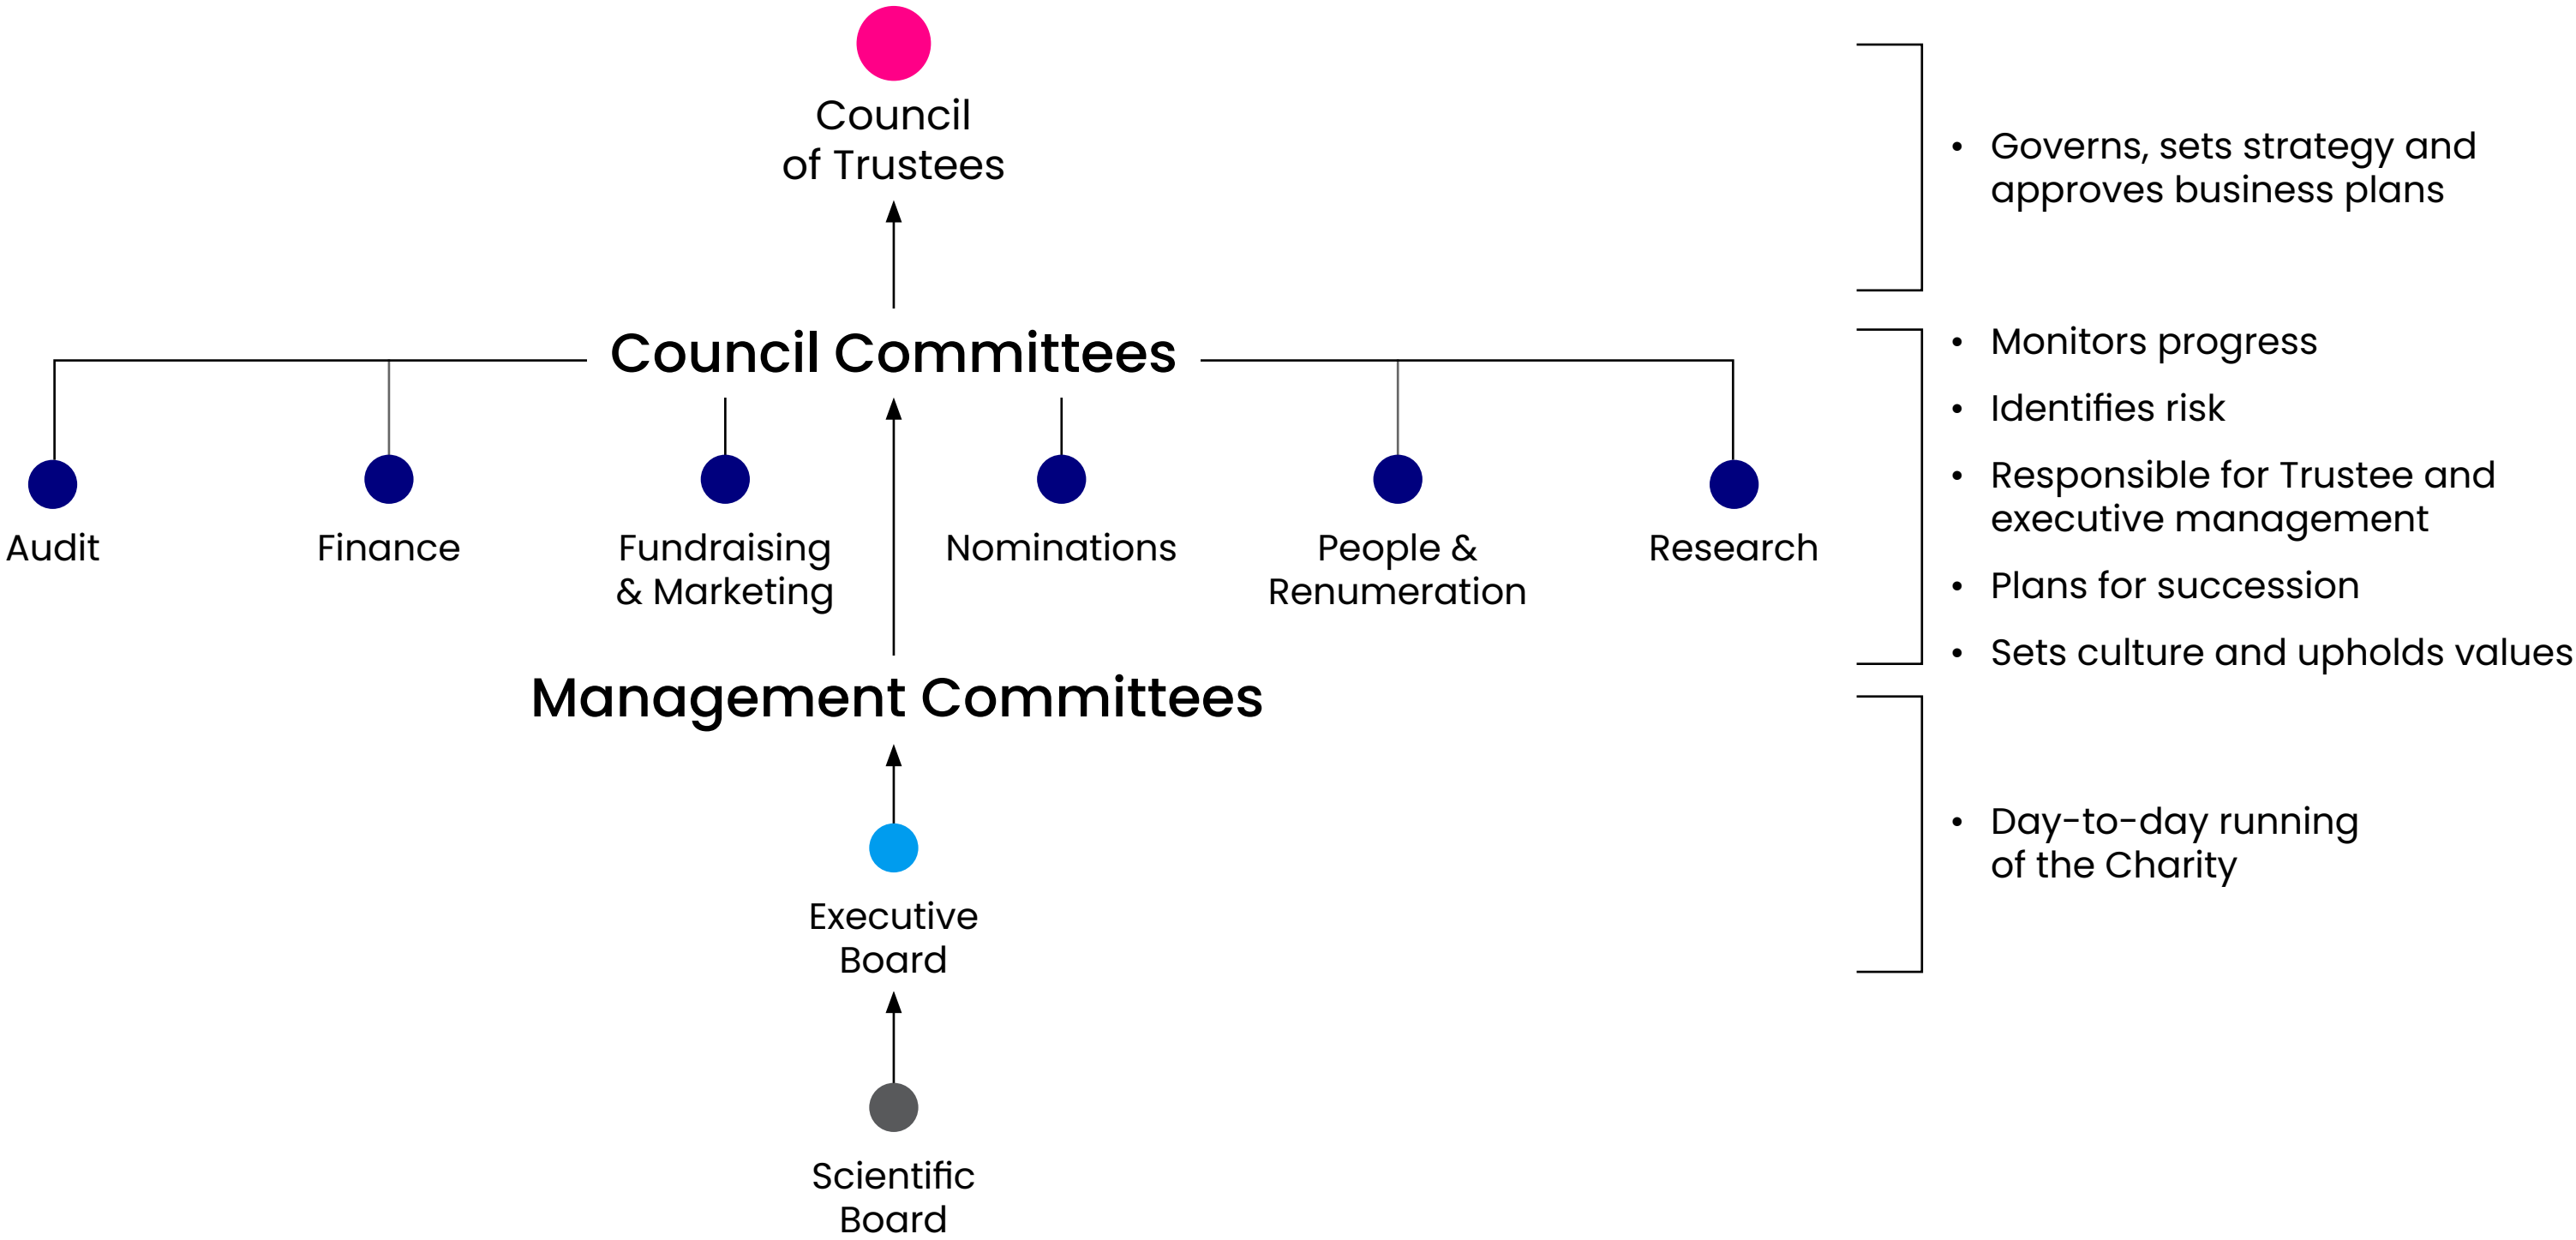 Council
of Trustees
• Governs, sets strategy and
approves business plans
Council Committees
Audit
Finance
Fundraising
& Marketing
Nominations
People &
Renumeration
Research
• Monitors progress
• Identifies risk
• Responsible for Trustee and
executive management
• Plans for succession
• Sets culture and upholds values
Management Committees
Executive
Board
• Day-to-day running
of the Charity
Scientific
Board